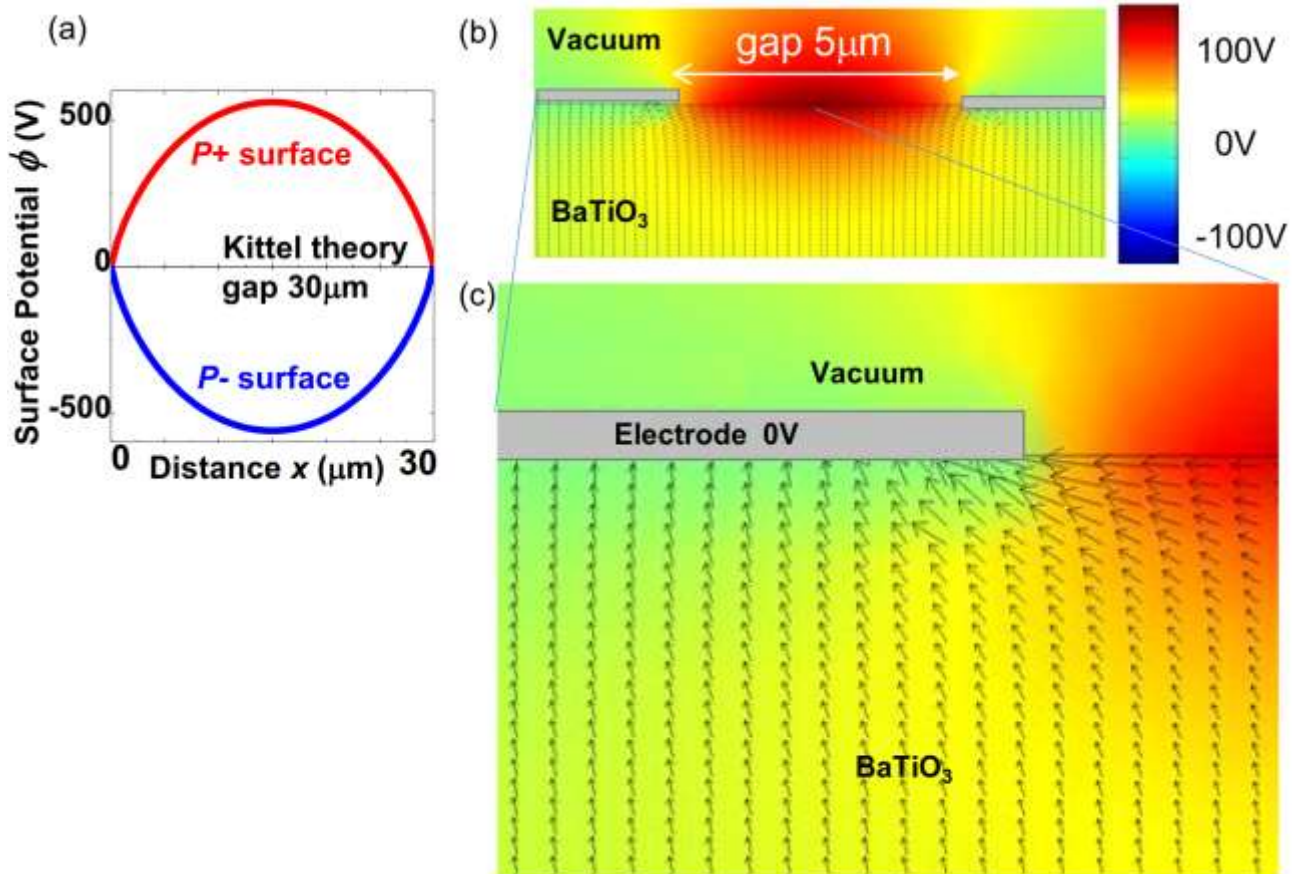 (a)
Surface Potential ϕ (V)
500
0
-500
P+ surface
Kittel theory
gap 30μm
P- surface
0
30
Distance x (μm)
(b)
Vacuum
gap 5μm
BaTiO₃
100V
0V
-100V
(c)
Vacuum
Electrode 0V
BaTiO₃